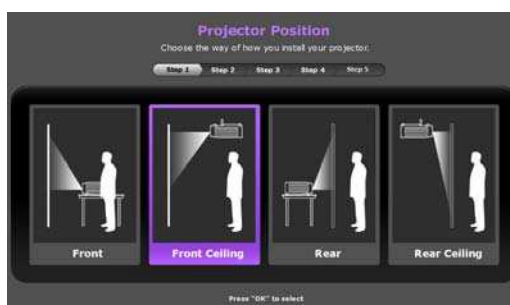 Projector Position
Choose the way of how you install your projector.
Step 1 Step 2 Step 3 Step 4 Step 5
Front Front Ceiling Rear Rear Ceiling
Press "OK" to select